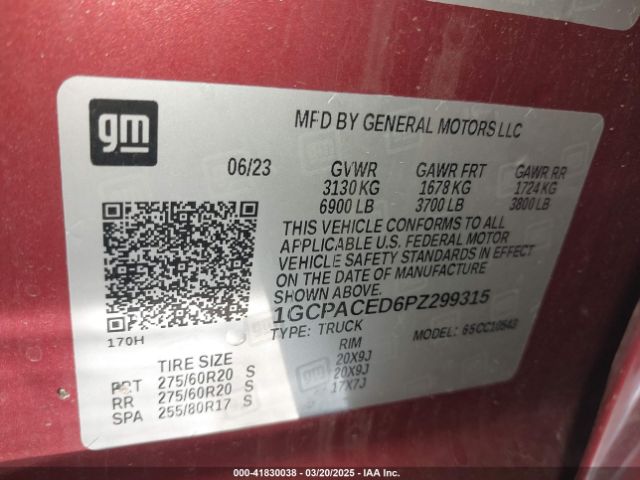 gm
MFD BY GENERAL MOTORS LLC
06/23 GVWR GAWR FRT GAWR RR
3130 KG 1678 KG 1724 KG
6900 LB 3700 LB 3800 LB
THIS VEHICLE CONFORMS TO ALL
APPLICABLE U.S. FEDERAL MOTOR
VEHICLE SAFETY STANDARDS IN EFFECT
ON THE DATE OF MANUFACTURE
SHOWN ABOVE.
1GCPACED6PZ299315
TYPE: TRUCK MODEL:
170H
TIRE SIZE RIM
FRT 275/60R20 S 20X9J
RR 275/60R20 S 20X9J
SPA 255/80R17 S 17X7J
gm
000-41830038 — 03/20/2025 — IAA Inc.